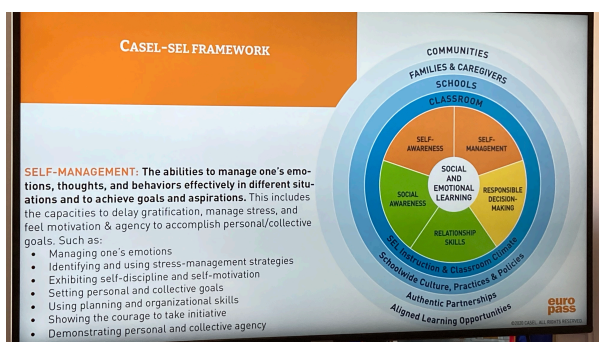 CASEL-SEL FRAMEWORK
SELF-MANAGEMENT: The abilities to manage one's emo-
tions, thoughts, and behaviors effectively in different situ-
ations and to achieve goals and aspirations. This includes
the capacities to delay gratification, manage stress, and
feel motivation & agency to accomplish personal/collective
goals. Such as:
• Managing one's emotions
• Identifying and using stress-management strategies
• Exhibiting self-discipline and self-motivation
• Setting personal and collective goals
• Using planning and organizational skills
• Showing the courage to take initiative
• Demonstrating personal and collective agency
COMMUNITIES
FAMILIES & CAREGIVERS
SCHOOLS
CLASSROOM
SELF-
AWARENESS
SELF-
MANAGEMENT
SOCIAL
AND
EMOTIONAL
LEARNING
SOCIAL
AWARENESS
RESPONSIBLE
DECISION-
MAKING
RELATIONSHIP
SKILLS
SEL Instruction & Classroom Climate
Schoolwide Culture, Practices & Policies
Authentic Partnerships
Aligned Learning Opportunities
euro
pass
©2020 CASEL. ALL RIGHTS RESERVED.